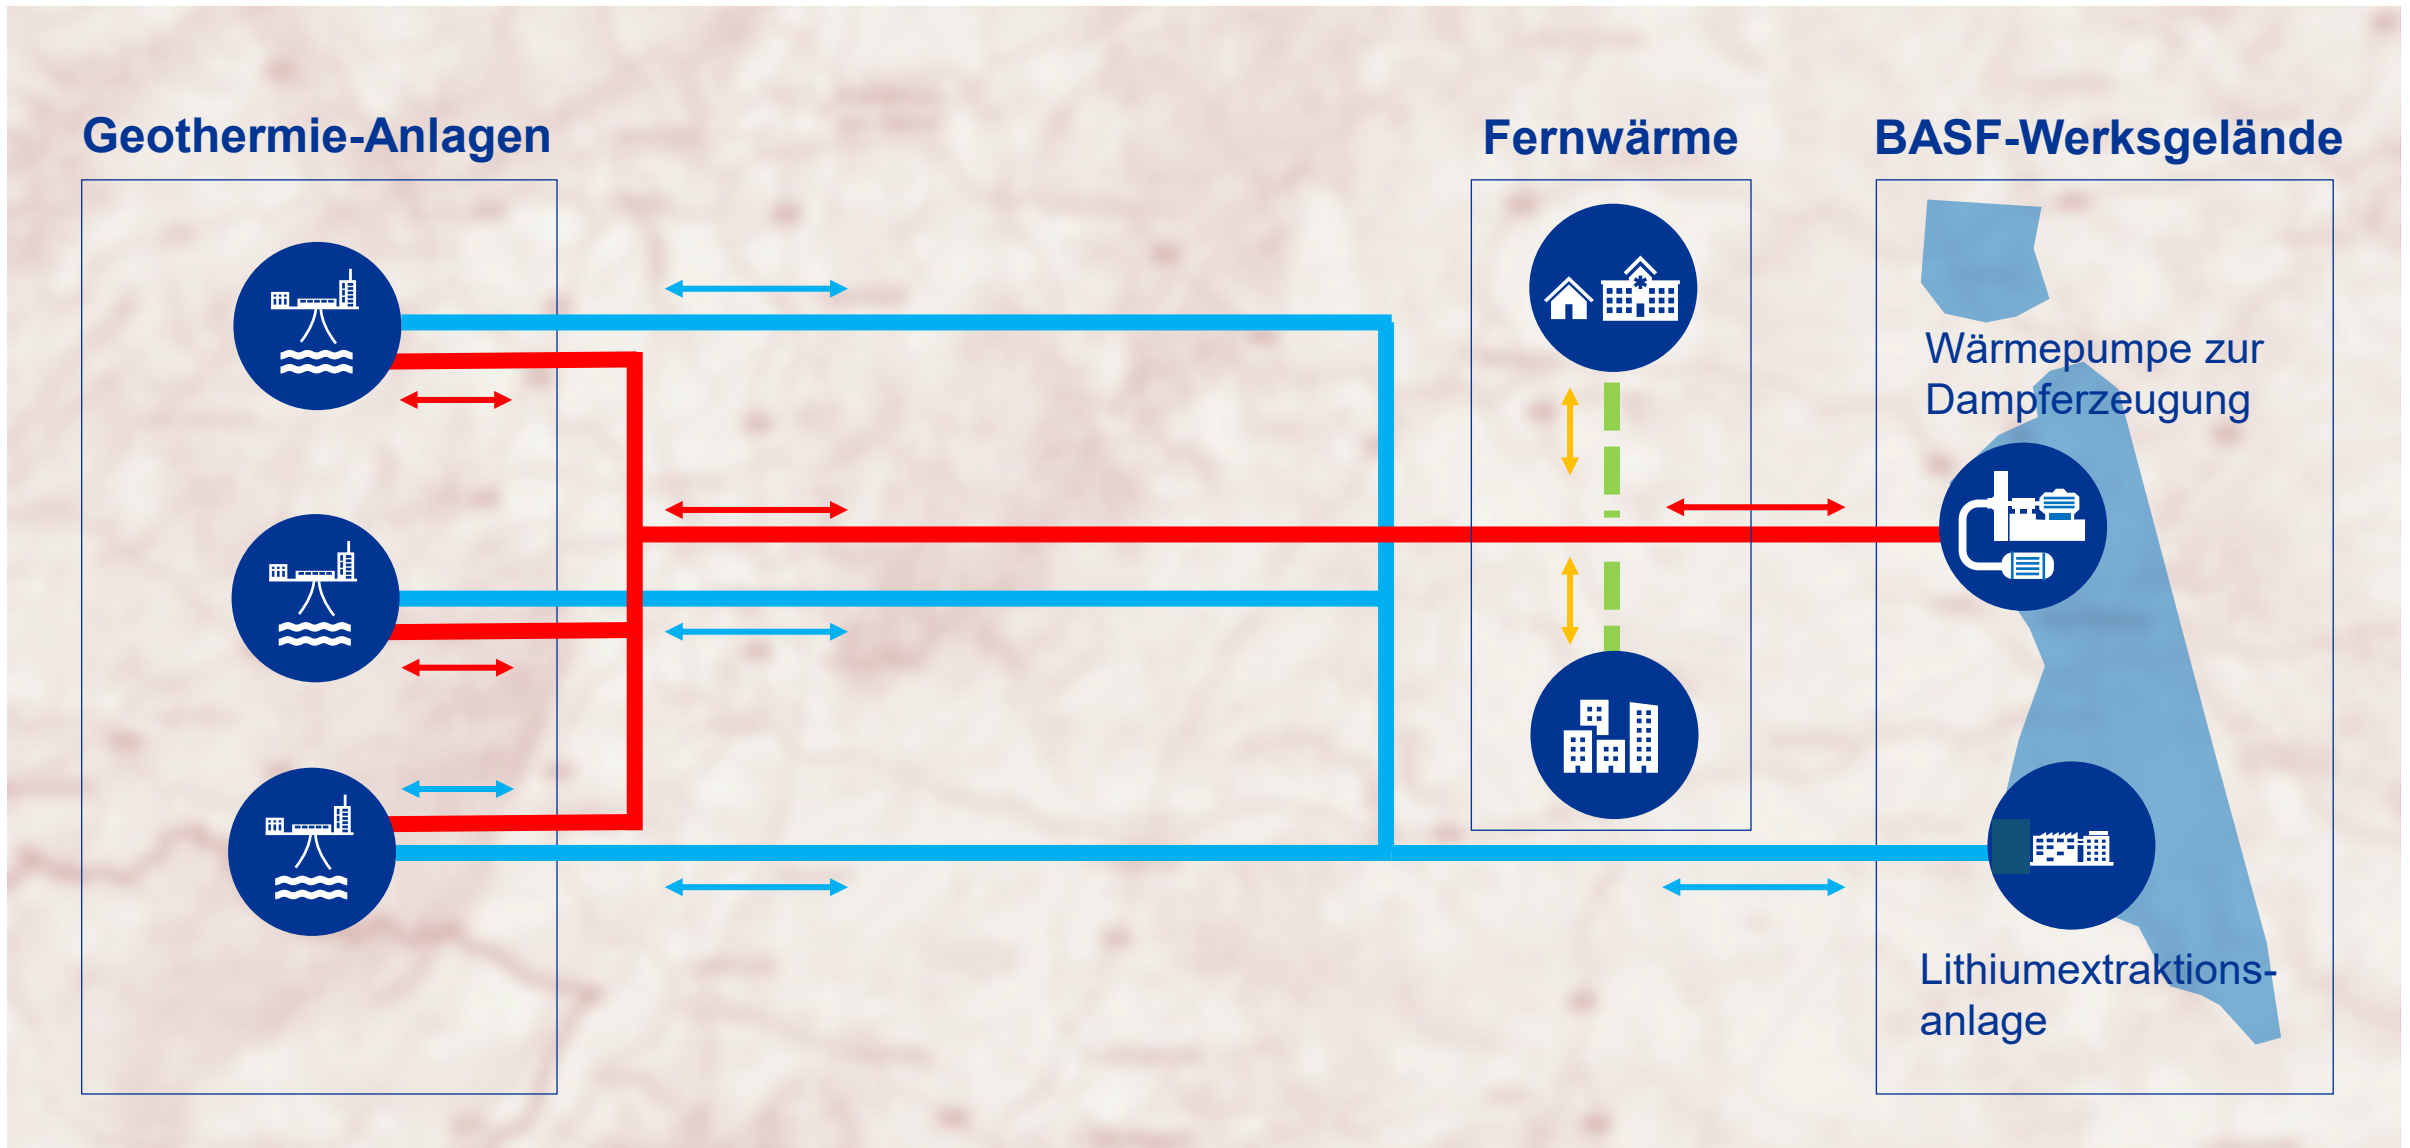 Geothermie-Anlagen
Fernwärme
BASF-Werksgelände
Wärmepumpe zur
Dampferzeugung
Lithiumextraktions-
anlage